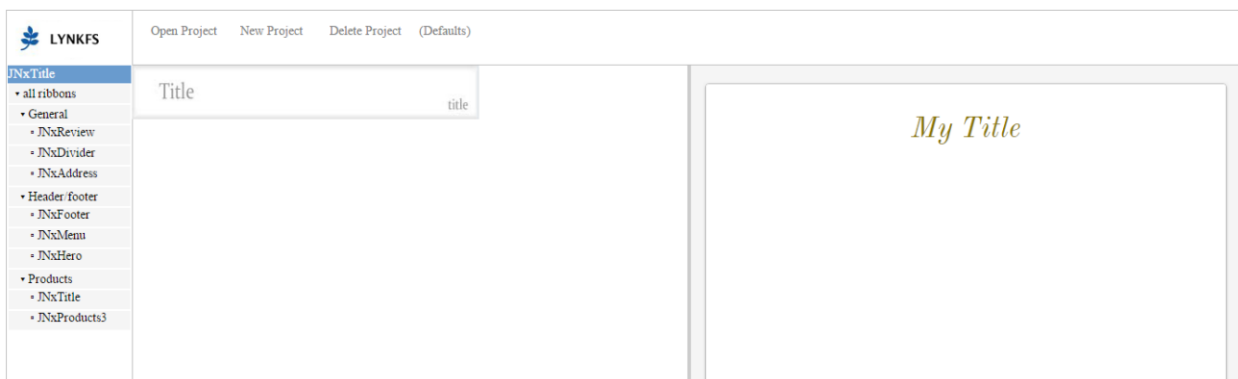 LYNKFS
Open Project New Project Delete Project (Defaults)
JNxTitle
all ribbons
General
JNxReview
JNxDivider
JNxAddress
Header/footer
JNxFooter
JNxMenu
JNxHero
Products
JNxTitle
JNxProducts3
Title
title
My Title